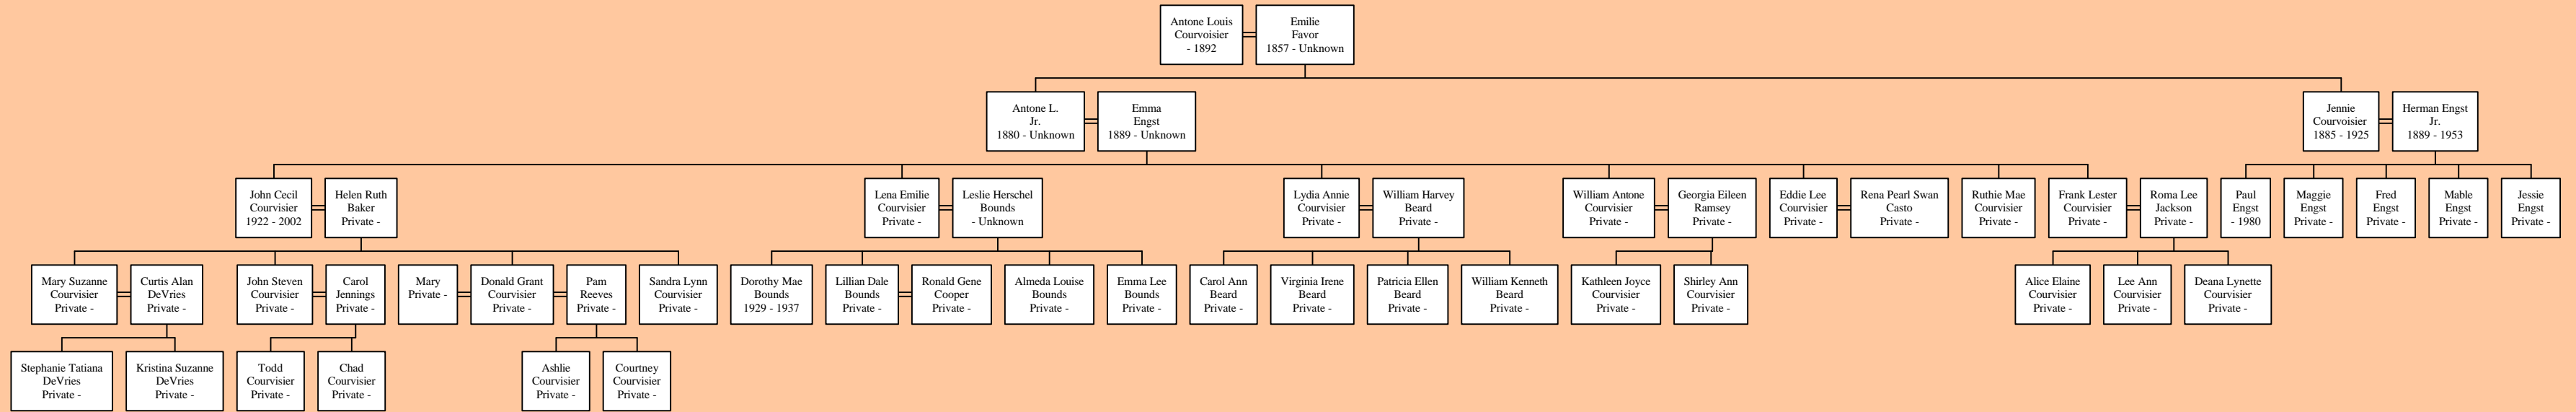 Antone Louis
Courvoisier
- 1892
Emilie
Favor
1857 - Unknown
Antone L.
Jr.
1880 - Unknown
Emma
Engst
1889 - Unknown
Jennie
Courvoisier
1885 - 1925
Herman Engst
Jr.
1889 - 1953
John Cecil
Courvisier
1922 - 2002
Helen Ruth
Baker
Private -
Lena Emilie
Courvisier
Private -
Leslie Herschel
Bounds
- Unknown
Lydia Annie
Courvisier
Private -
William Harvey
Beard
Private -
William Antone
Courvisier
Private -
Georgia Eileen
Ramsey
Private -
Eddie Lee
Courvisier
Private -
Rena Pearl Swan
Casto
Private -
Ruthie Mae
Courvisier
Private -
Frank Lester
Courvisier
Private -
Roma Lee
Jackson
Private -
Paul
Engst
- 1980
Maggie
Engst
Private -
Fred
Engst
Private -
Mable
Engst
Private -
Jessie
Engst
Private -
Mary Suzanne
Courvisier
Private -
Curtis Alan
DeVries
Private -
John Steven
Courvisier
Private -
Carol
Jennings
Private -
Mary
Private -
Donald Grant
Courvisier
Private -
Pam
Reeves
Private -
Sandra Lynn
Courvisier
Private -
Dorothy Mae
Bounds
1929 - 1937
Lillian Dale
Bounds
Private -
Ronald Gene
Cooper
Private -
Almeda Louise
Bounds
Private -
Emma Lee
Bounds
Private -
Carol Ann
Beard
Private -
Virginia Irene
Beard
Private -
Patricia Ellen
Beard
Private -
William Kenneth
Beard
Private -
Kathleen Joyce
Courvisier
Private -
Shirley Ann
Courvisier
Private -
Alice Elaine
Courvisier
Private -
Lee Ann
Courvisier
Private -
Deana Lynette
Courvisier
Private -
Stephanie Tatiana
DeVries
Private -
Kristina Suzanne
DeVries
Private -
Todd
Courvisier
Private -
Chad
Courvisier
Private -
Ashlie
Courvisier
Private -
Courtney
Courvisier
Private -